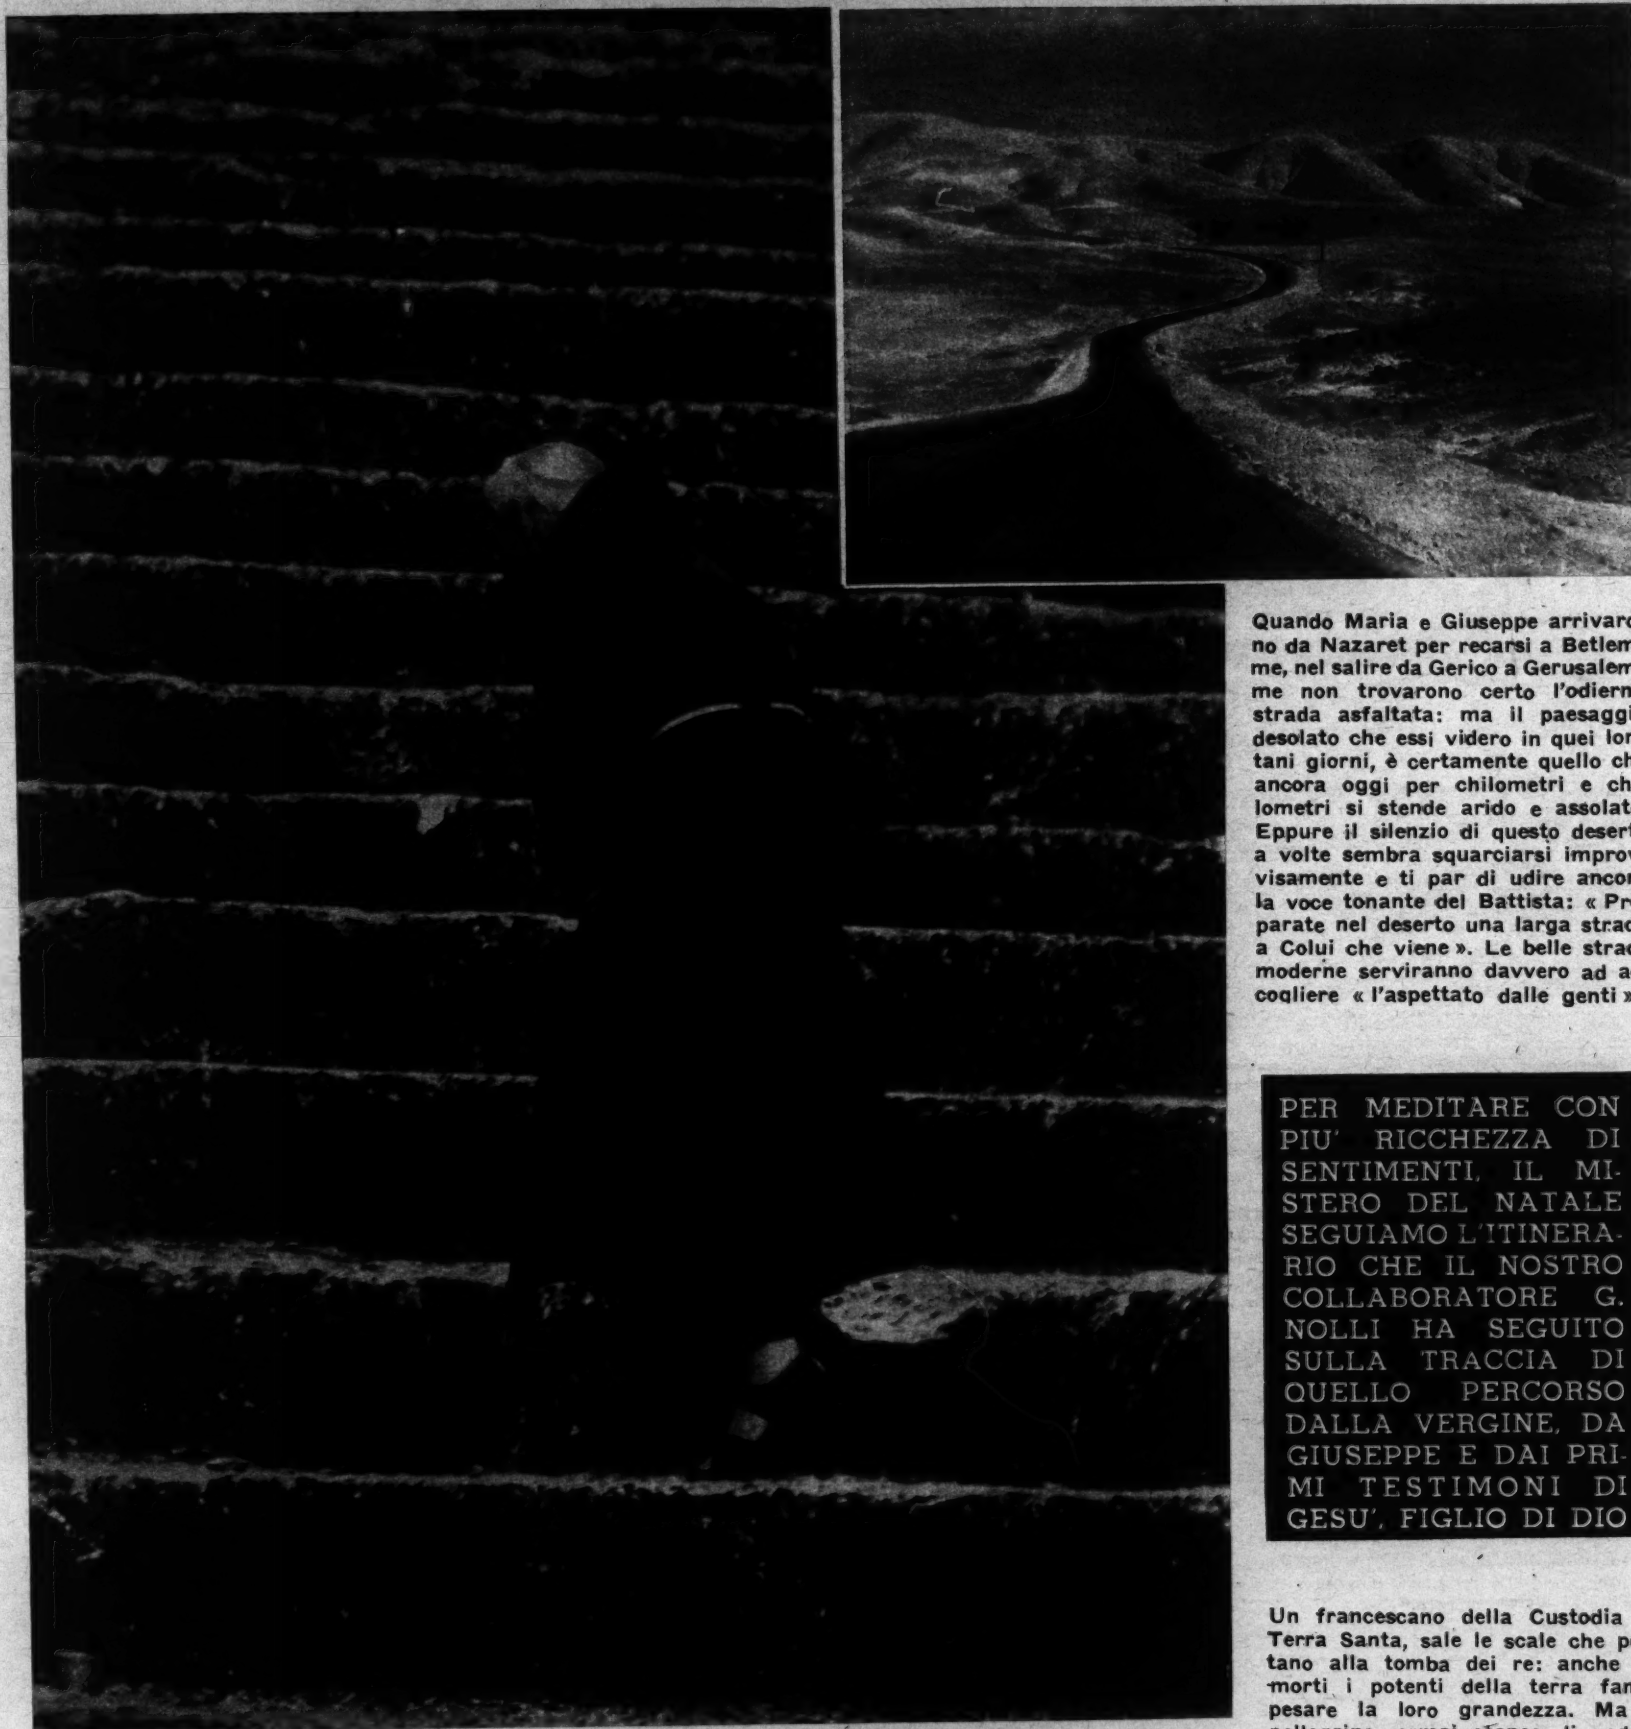 Quando Maria e Giuseppe arrivaro
no da Nazaret per recarsi a Betlem
me, nel salire da Gerico a Gerusalem
me non trovarono certo l'odiern
strada asfaltata: ma il paesaggi
desolato che essi videro in quei lon
tani giorni, è certamente quello ch
ancora oggi per chilometri e chi
lometri si stende arido e assolat
Eppure il silenzio di questo desert
a volte sembra squarciarsi improv
visamente e ti par di udire ancor
la voce tonante del Battista: « Pre
parate nel deserto una larga strad
a Colui che viene ». Le belle strad
moderne serviranno davvero ad ac
cogliere « l'aspettato dalle genti »
PER MEDITARE CON
PIU' RICCHEZZA DI
SENTIMENTI, IL MI-
STERO DEL NATALE
SEGUIAMO L'ITINERA-
RIO CHE IL NOSTRO
COLLABORATORE G.
NOLLI HA SEGUITO
SULLA TRACCIA DI
QUELLO PERCORSO
DALLA VERGINE, DA
GIUSEPPE E DAI PRI-
MI TESTIMONI DI
GESU', FIGLIO DI DIO
Un francescano della Custodia
Terra Santa, sale le scale che po
tano alla tomba dei re: anche
morti i potenti della terra fan
pesare la loro grandezza. Ma